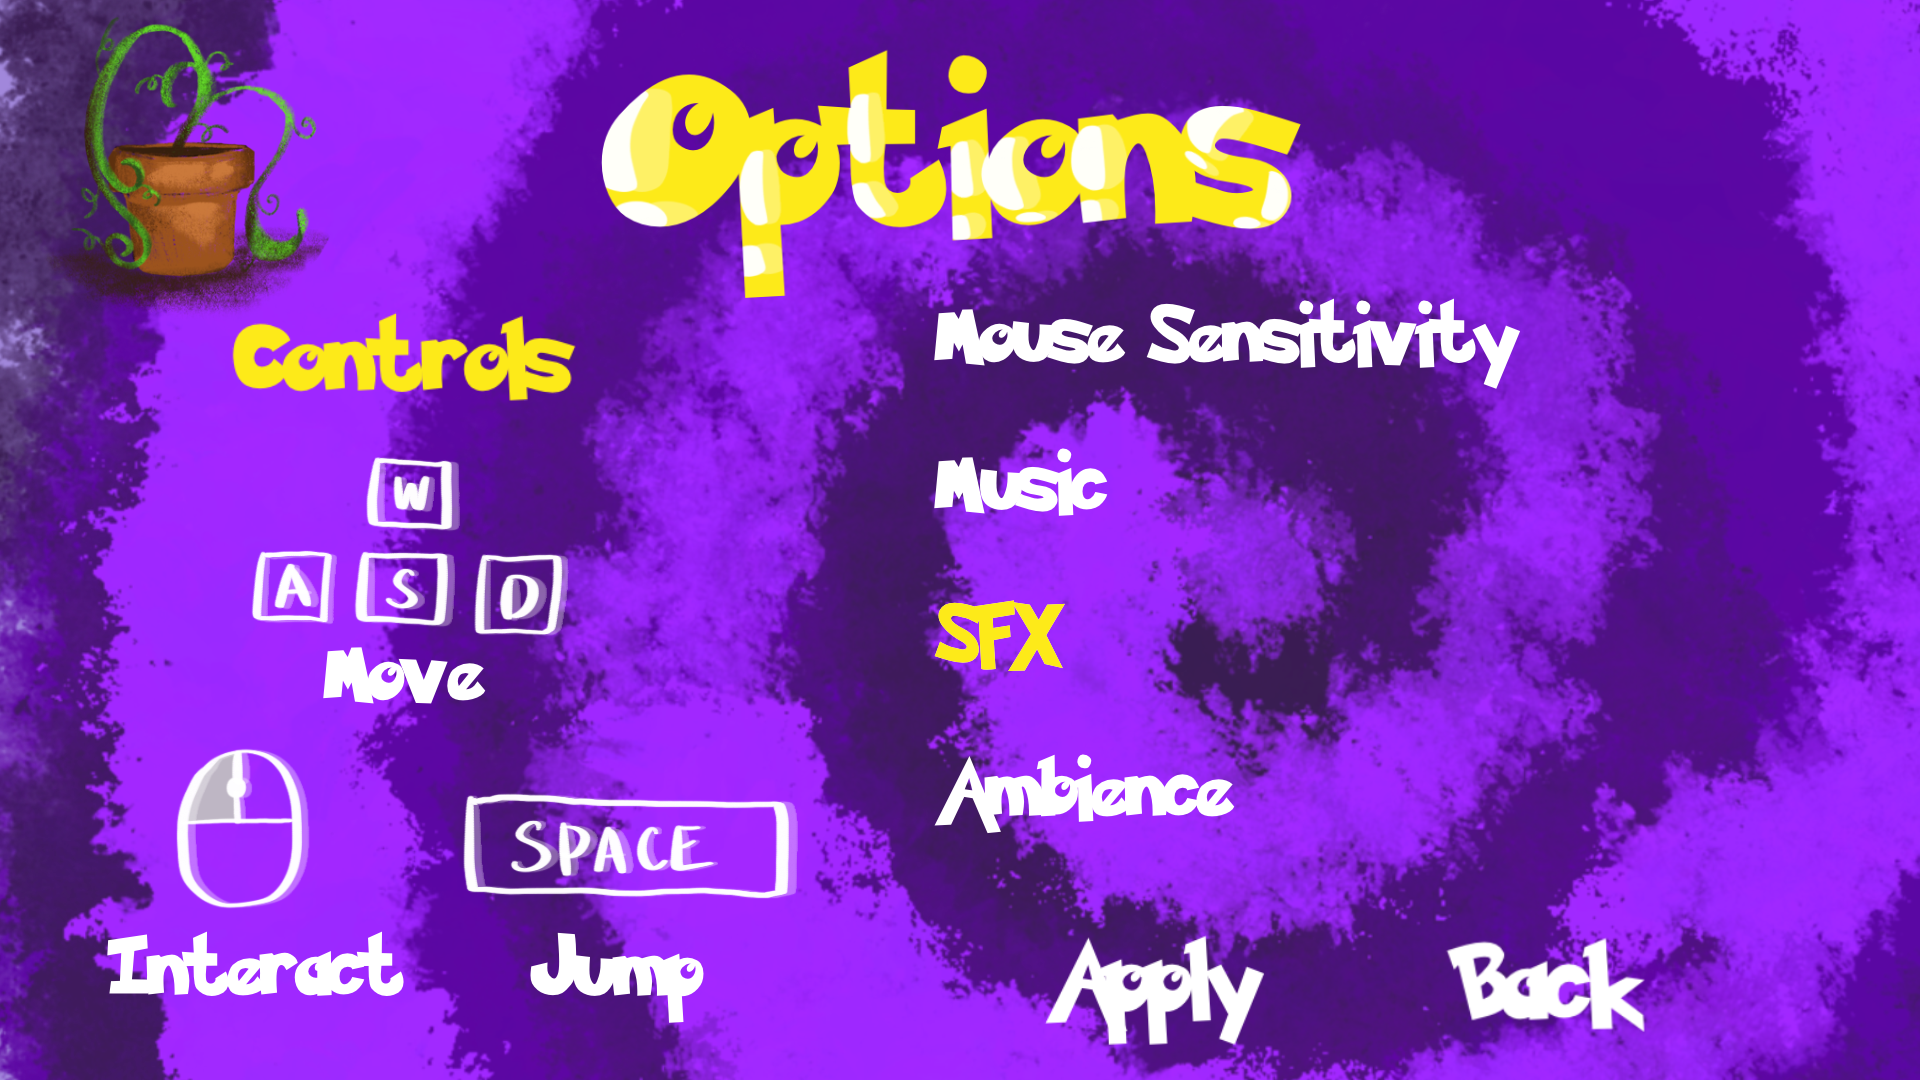 Options
Controls
W
A S D
Move
SPACE
Interact
Jump
Mouse Sensitivity
Music
SFX
Ambience
Apply
Back